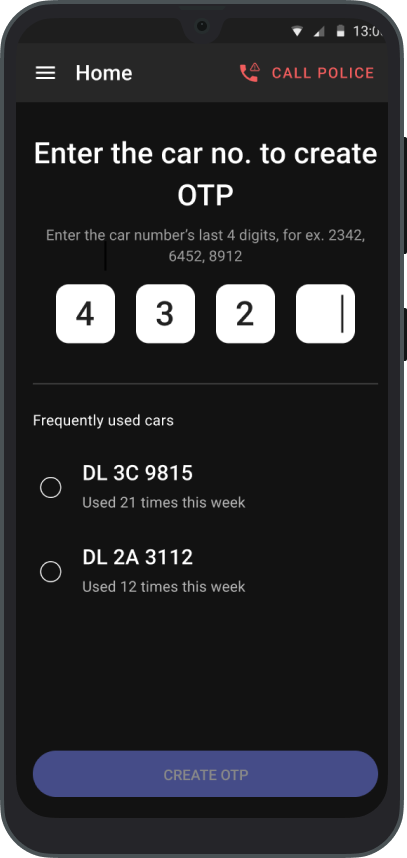 13:0
Home
CALL POLICE
Enter the car no. to create
OTP
Enter the car number's last 4 digits, for ex. 2342,
6452, 8912
4 3 2
Frequently used cars
DL 3C 9815
Used 21 times this week
DL 2A 3112
Used 12 times this week
CREATE OTP